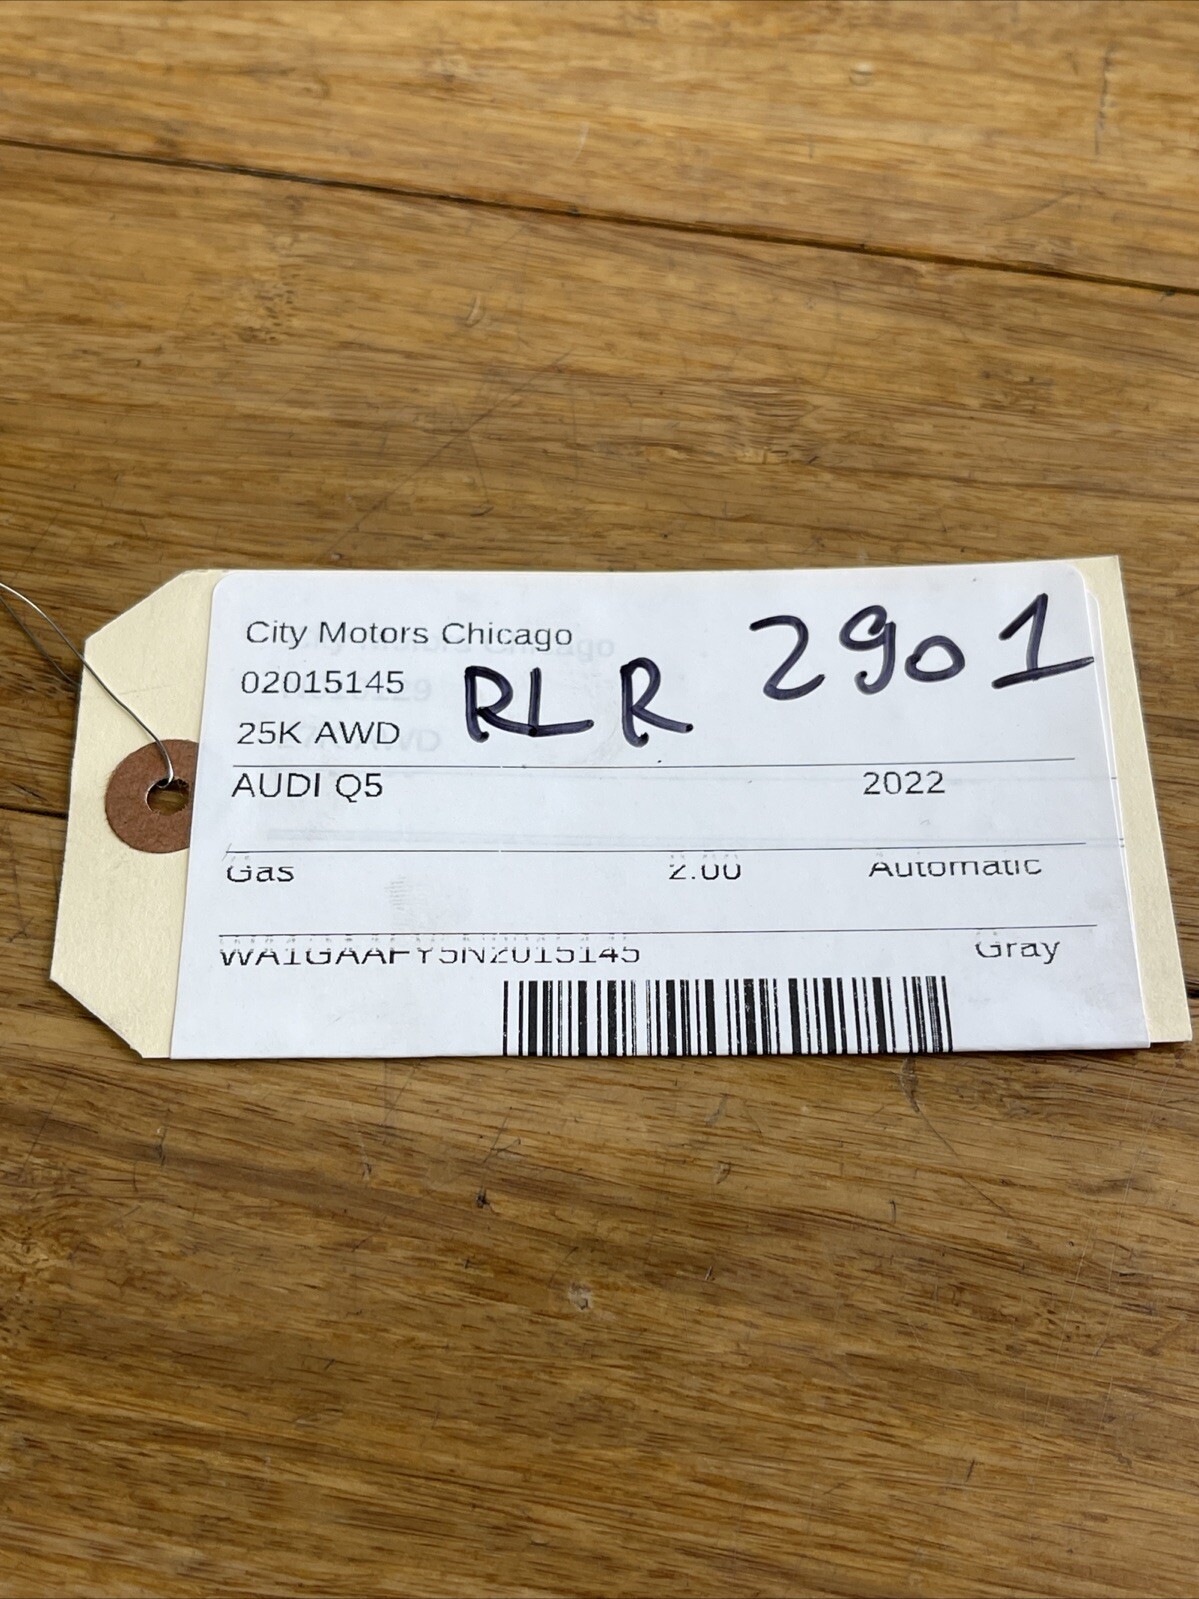 City Motors Chicago
02015145 RLR 2901
25K AWD
AUDI Q5 2022
Gas 2.00 Automatic
WA1GAAFY5N2015145 Gray